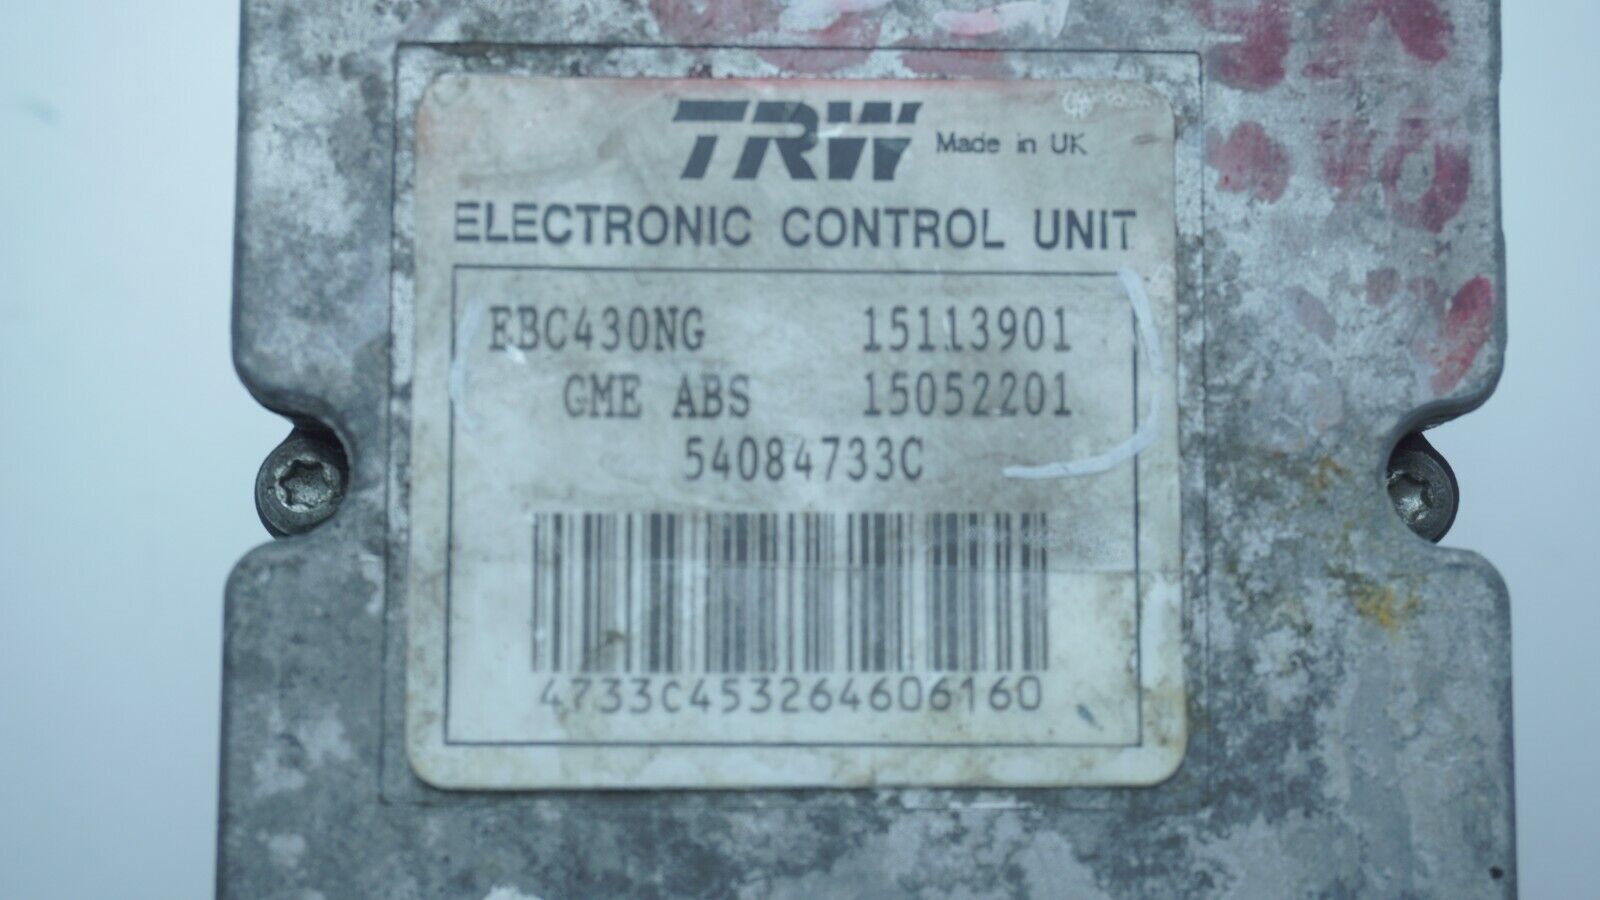 TRW Made in UK
ELECTRONIC CONTROL UNIT
EBC430NG 15113901
GME ABS 15052201
54084733C
4733C453264606160